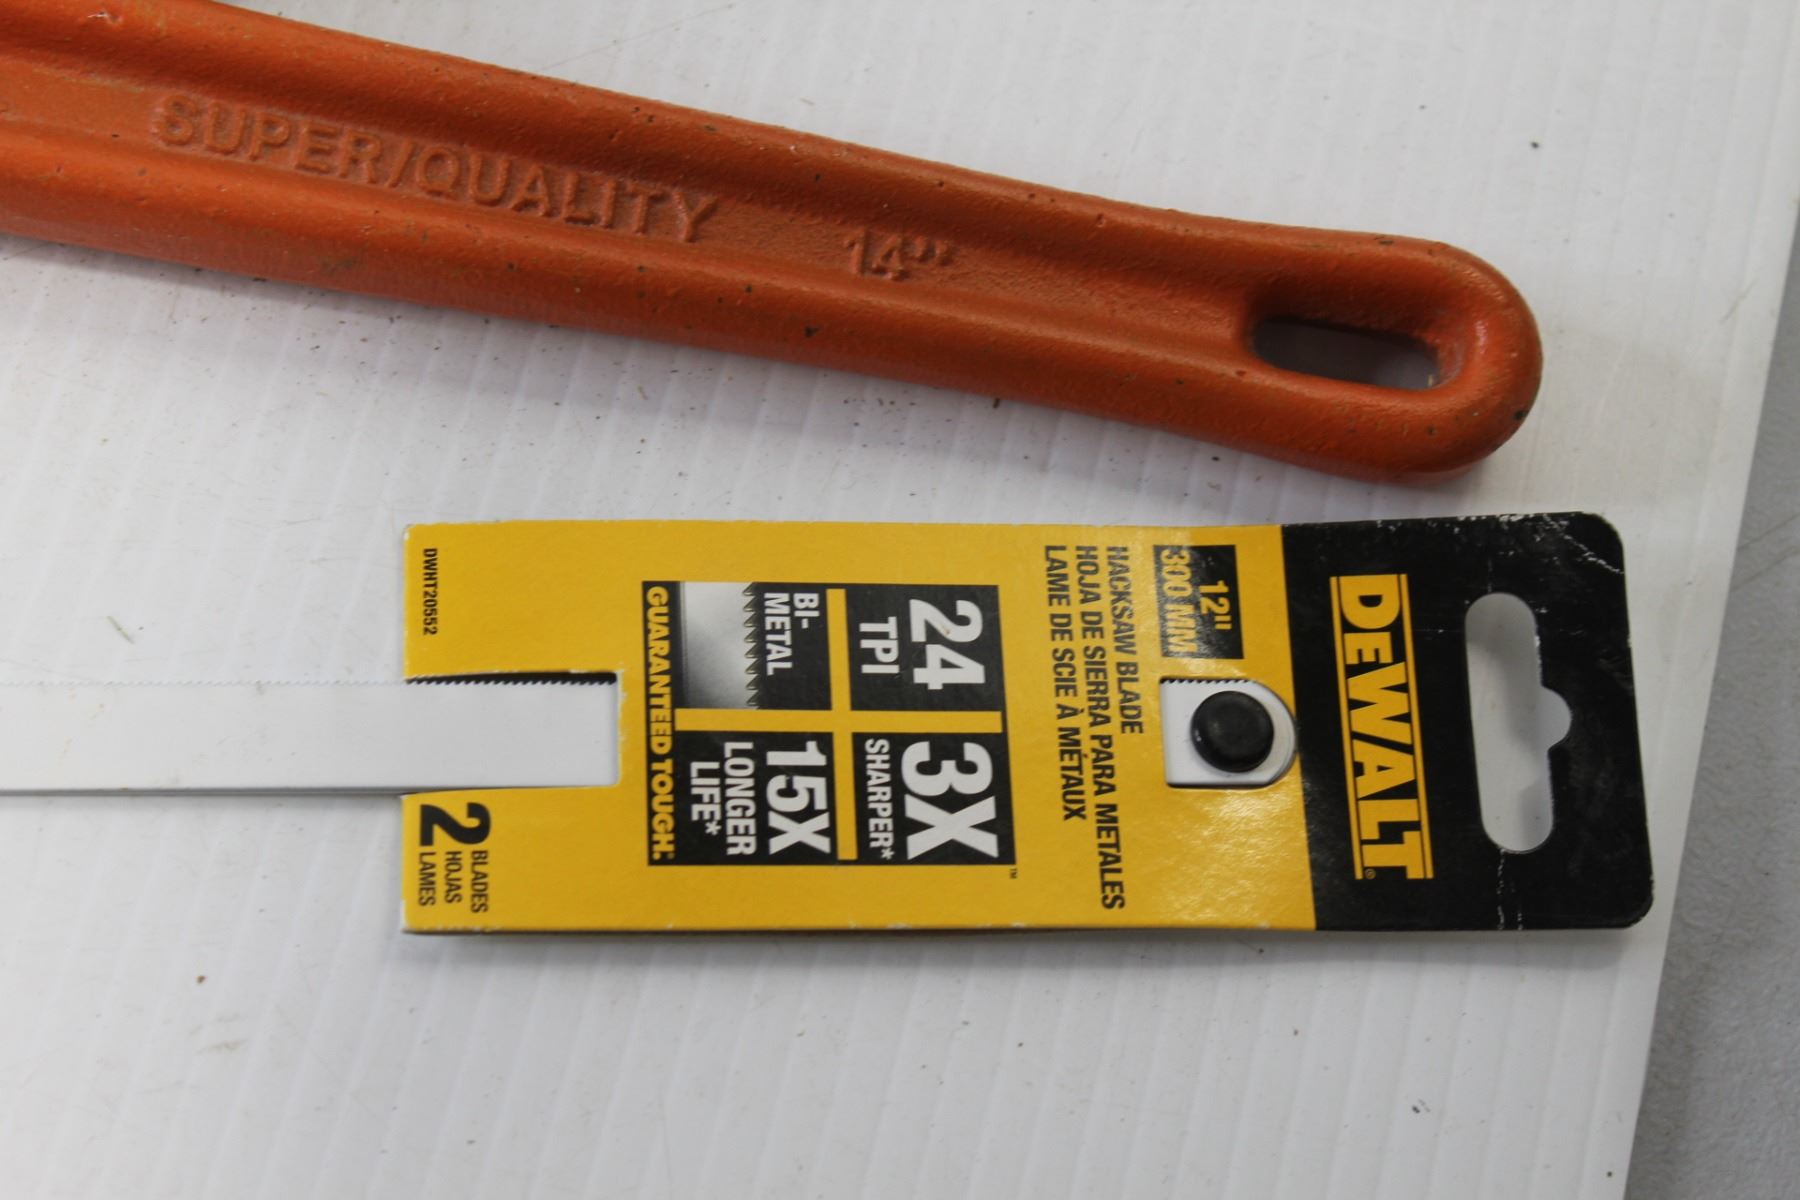 SUPER/QUALITY 14"
DEWALT®
12"
300 MM
HACKSAW BLADE
HOJA DE SIERRA PARA METALES
LAME DE SCIE À MÉTAUX
24
TPI
3X™
SHARPER*
BI-
METAL
15X
LONGER
LIFE*
GUARANTEED TOUGH.®
2 BLADES
HOJAS
LAMES
DWHT20552